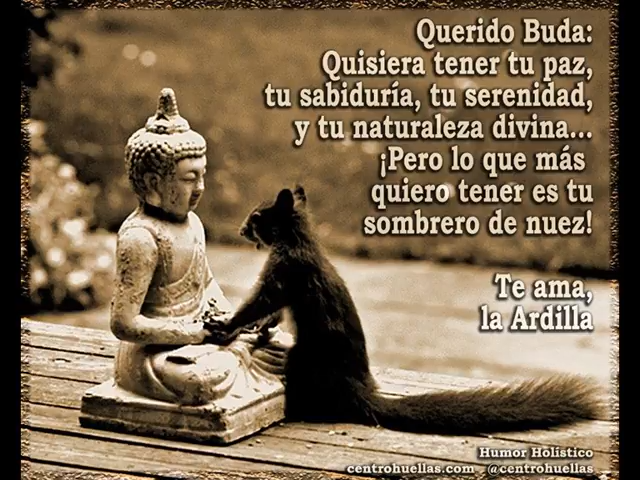 Querido Buda:
Quisiera tener tu paz,
tu sabiduría, tu serenidad,
y tu naturaleza divina...
¡Pero lo que más
quiero tener es tu
sombrero de nuez!
Te ama,
la Ardilla
Humor Holístico
centrohuellas.com - @centrohuellas